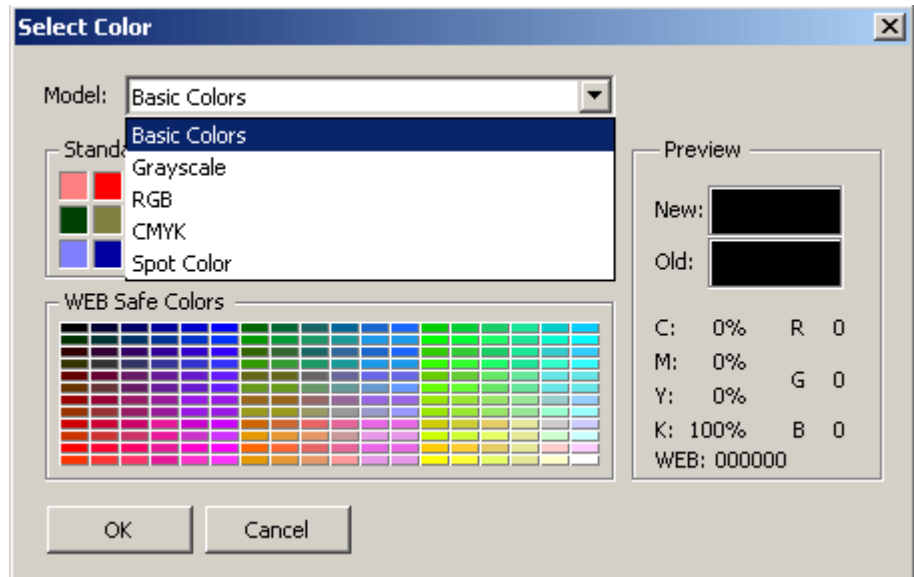 Select Color
Model: Basic Colors
Basic Colors
Grayscale
RGB
CMYK
Spot Color
Preview
New:
Old:
WEB Safe Colors
C: 0% R 0
M: 0%
G 0
Y: 0%
K: 100% B 0
WEB: 000000
OK Cancel